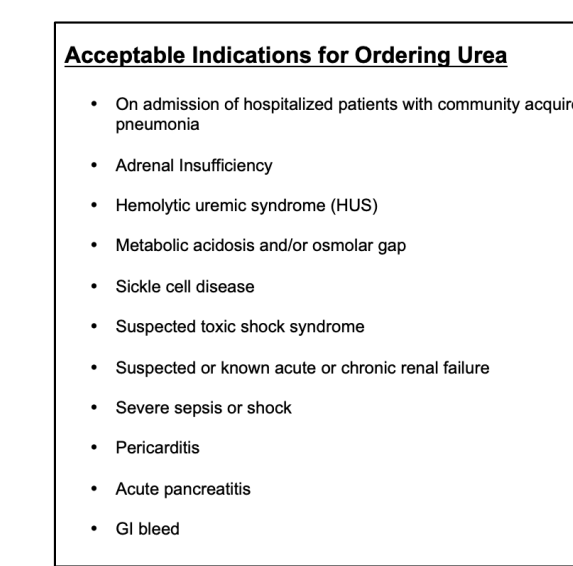 Acceptable Indications for Ordering Urea
• On admission of hospitalized patients with community acquir
pneumonia
• Adrenal Insufficiency
• Hemolytic uremic syndrome (HUS)
• Metabolic acidosis and/or osmolar gap
• Sickle cell disease
• Suspected toxic shock syndrome
• Suspected or known acute or chronic renal failure
• Severe sepsis or shock
• Pericarditis
• Acute pancreatitis
• GI bleed